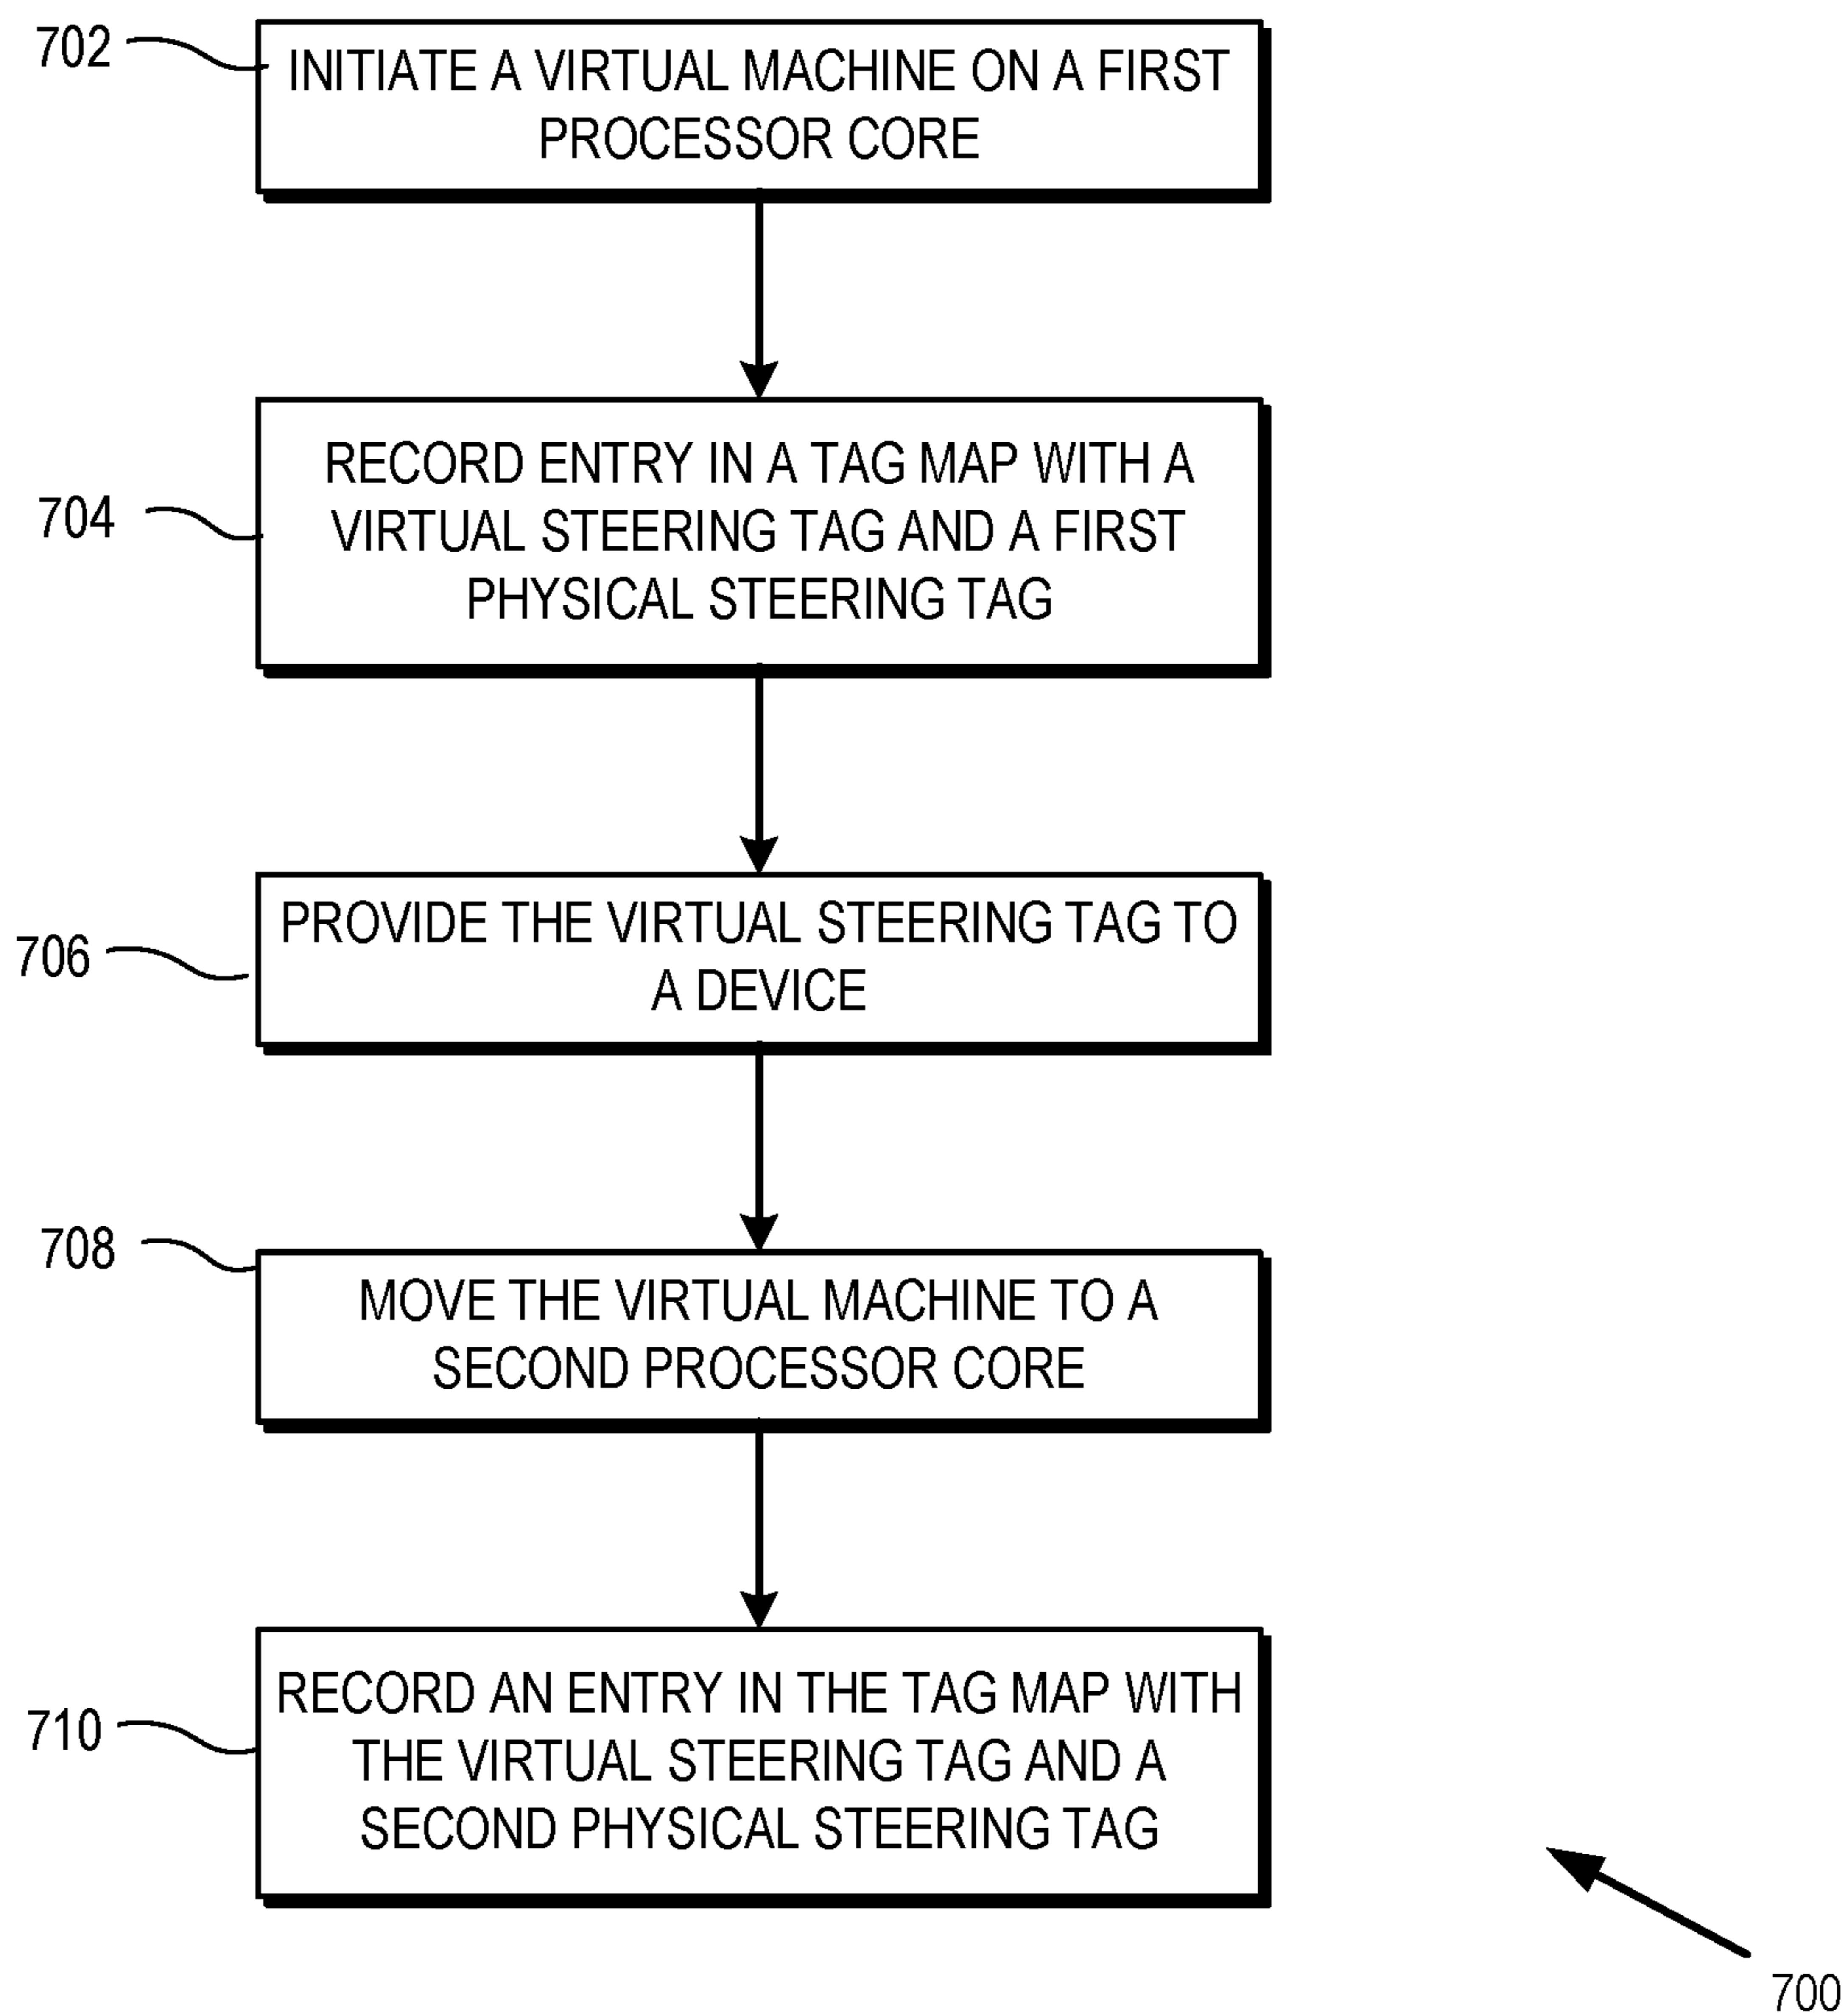 702
INITIATE A VIRTUAL MACHINE ON A FIRST
PROCESSOR CORE
704
RECORD ENTRY IN A TAG MAP WITH A
VIRTUAL STEERING TAG AND A FIRST
PHYSICAL STEERING TAG
706
PROVIDE THE VIRTUAL STEERING TAG TO
A DEVICE
708
MOVE THE VIRTUAL MACHINE TO A
SECOND PROCESSOR CORE
710
RECORD AN ENTRY IN THE TAG MAP WITH
THE VIRTUAL STEERING TAG AND A
SECOND PHYSICAL STEERING TAG
700